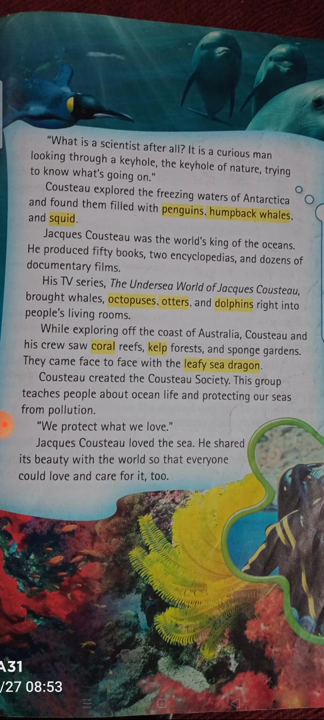 "What is a scientist after all? It is a curious man
looking through a keyhole, the keyhole of nature, trying
to know what's going on."
Cousteau explored the freezing waters of Antarctica
and found them filled with penguins, humpback whales,
and squid.
Jacques Cousteau was the world's king of the oceans.
He produced fifty books, two encyclopedias, and dozens of
documentary films.
His TV series, The Undersea World of Jacques Cousteau,
brought whales, octopuses, otters, and dolphins right into
people's living rooms.
While exploring off the coast of Australia, Cousteau and
his crew saw coral reefs, kelp forests, and sponge gardens.
They came face to face with the leafy sea dragon.
Cousteau created the Cousteau Society. This group
teaches people about ocean life and protecting our seas
from pollution.
"We protect what we love."
Jacques Cousteau loved the sea. He shared
its beauty with the world so that everyone
could love and care for it, too.
A31
/27 08:53